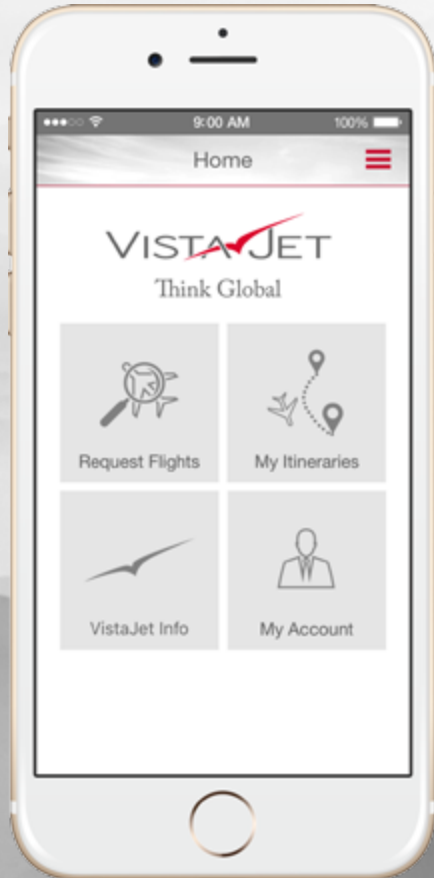 9:00 AM 100%
Home
VISTAJET
Think Global
Request Flights My Itineraries
VistaJet Info My Account